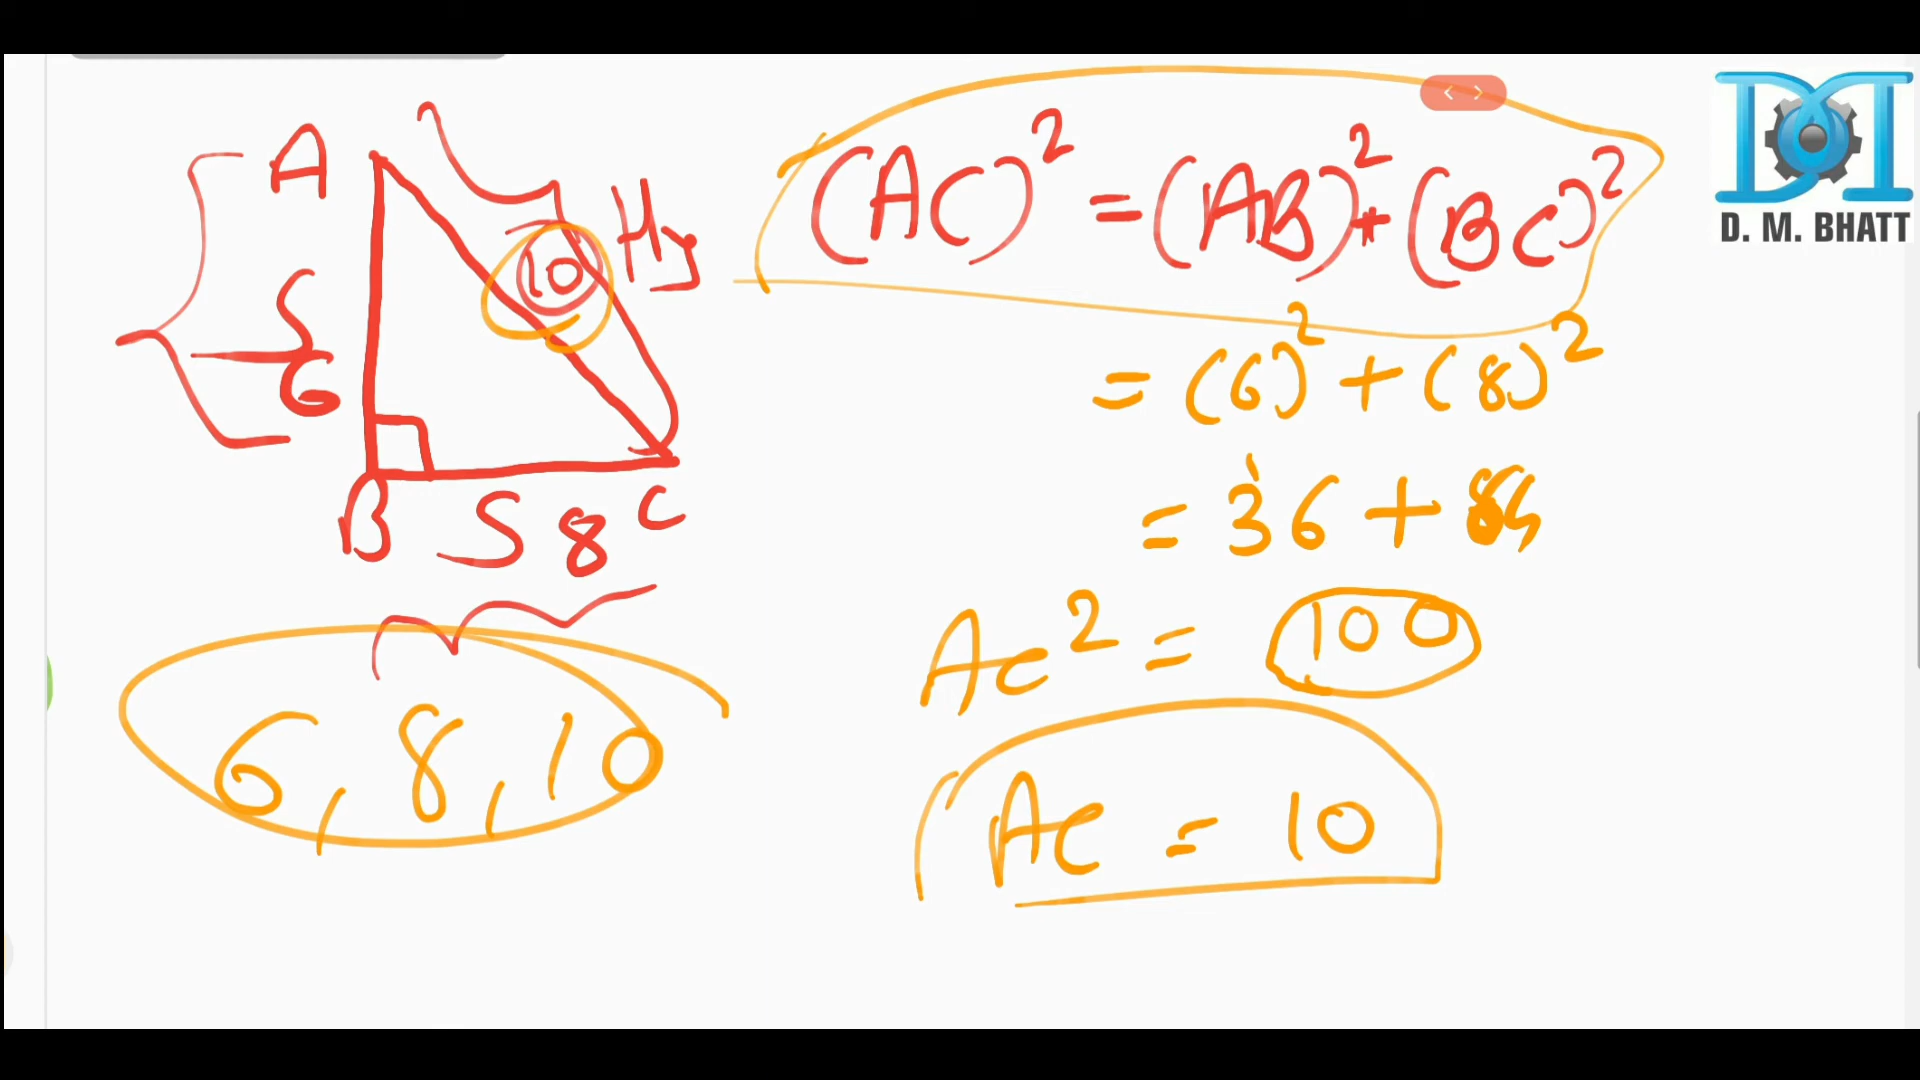 A
S
6
10
Hy
B
S 8 C
6, 8, 10
(AC)² = (AB)² + (BC)²
= (6)² + (8)²
= 36 + 64
AC² = 100
AC = 10
D. M. BHATT